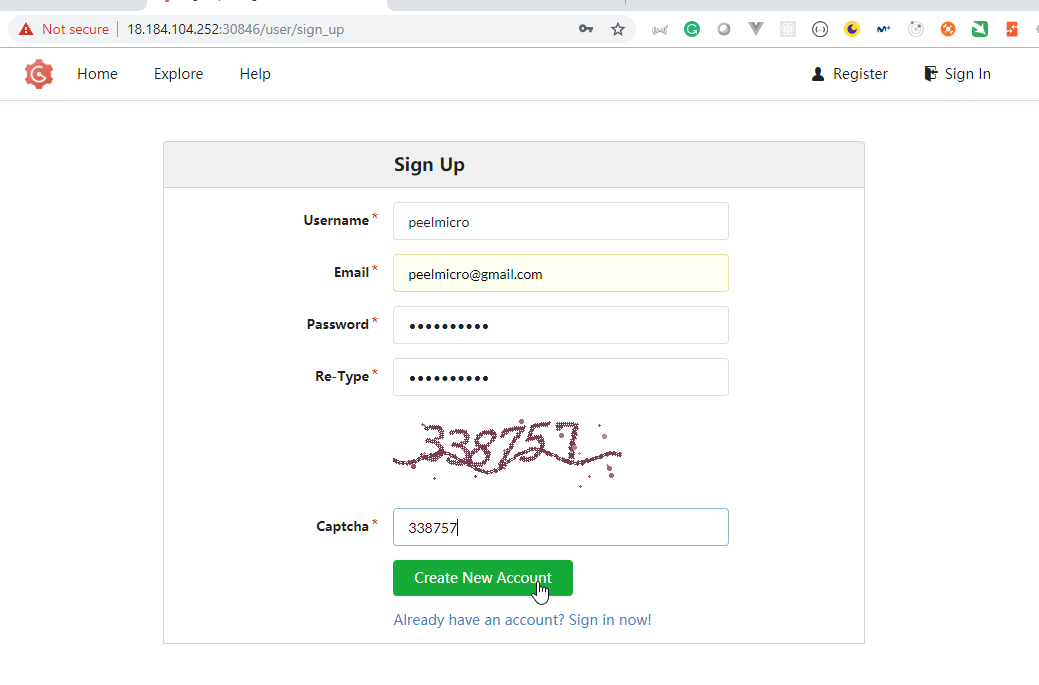 Not secure | 18.184.104.252:30846/user/sign_up
Home Explore Help Register Sign In
Sign Up
Username * peelmicro
Email * peelmicro@gmail.com
Password * ••••••••••
Re-Type * ••••••••••
338757
Captcha * 338757
Create New Account
Already have an account? Sign in now!